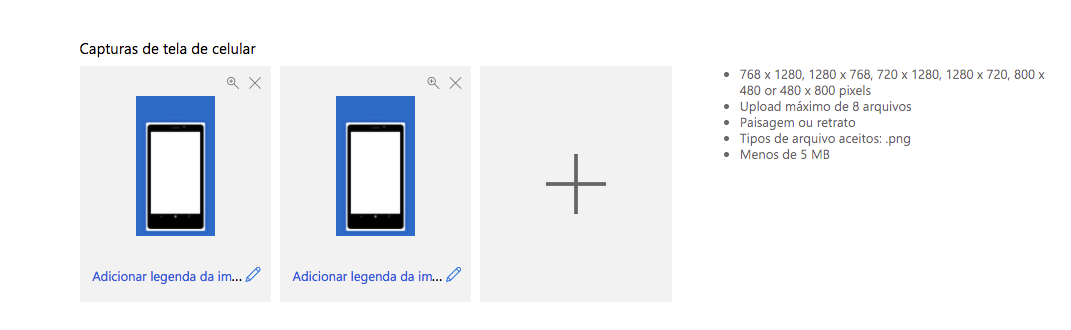 Capturas de tela de celular
Adicionar legenda da im...
Adicionar legenda da im...
768 x 1280, 1280 x 768, 720 x 1280, 1280 x 720, 800 x
480 or 480 x 800 pixels
Upload máximo de 8 arquivos
Paisagem ou retrato
Tipos de arquivo aceitos: .png
Menos de 5 MB